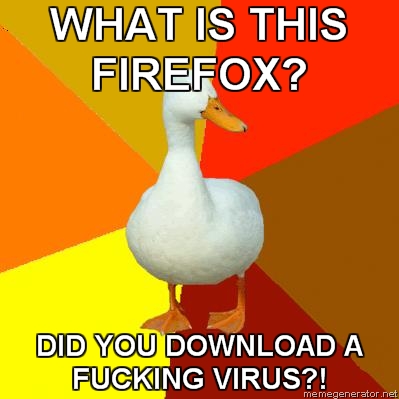 WHAT IS THIS
FIREFOX?
DID YOU DOWNLOAD A
FUCKING VIRUS?!
memegenerator.net